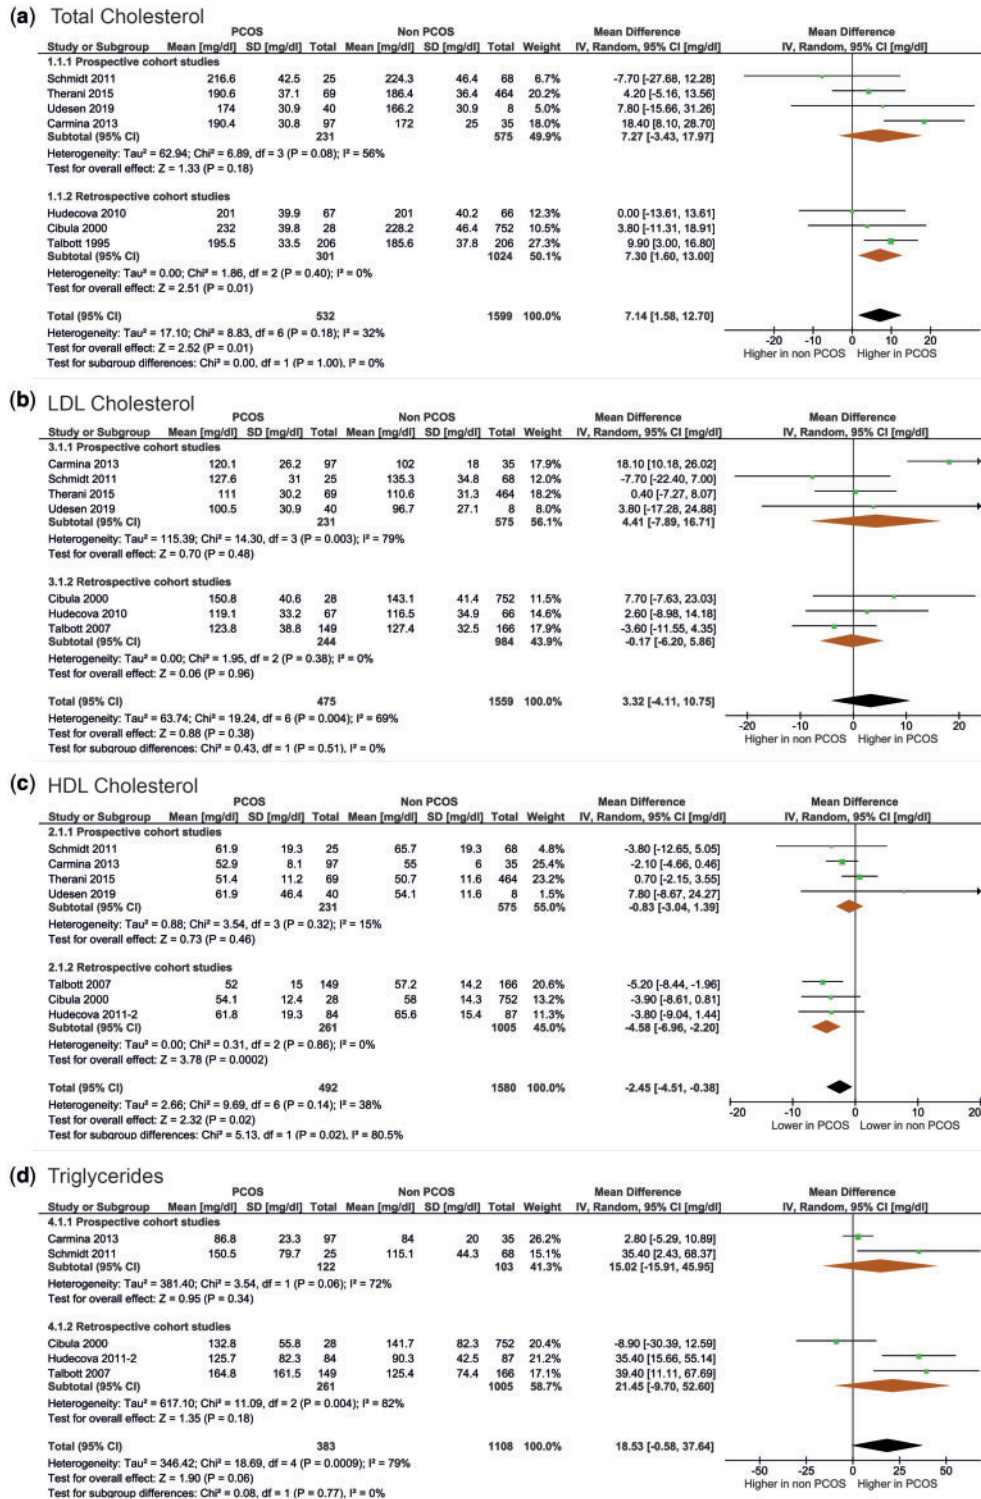 (a) Total Cholesterol
PCOS Non PCOS Mean Difference Mean Difference
Study or Subgroup Mean [mg/dl] SD [mg/dl] Total Mean [mg/dl] SD [mg/dl] Total Weight IV, Random, 95% CI [mg/dl] IV, Random, 95% CI [mg/dl]
1.1.1 Prospective cohort studies
Schmidt 2011 216.6 42.5 25 224.3 46.4 68 6.7% -7.70 [-27.68, 12.28]
Therani 2015 190.6 37.1 69 186.4 36.4 464 20.2% 4.20 [-5.16, 13.56]
Udesen 2019 174 30.9 40 166.2 30.9 8 5.0% 7.80 [-15.66, 31.26]
Carmina 2013 190.4 30.8 97 172 25 35 18.0% 18.40 [8.10, 28.70]
Subtotal (95% CI) 231 575 49.9% 7.27 [-3.43, 17.97]
Heterogeneity: Tau² = 62.94; Chi² = 6.89, df = 3 (P = 0.08); I² = 56%
Test for overall effect: Z = 1.33 (P = 0.18)
1.1.2 Retrospective cohort studies
Hudecova 2010 201 39.9 67 201 40.2 66 12.3% 0.00 [-13.61, 13.61]
Cibula 2000 232 39.8 28 228.2 46.4 752 10.5% 3.80 [-11.31, 18.91]
Talbott 1995 195.5 33.5 206 185.6 37.8 206 27.3% 9.90 [3.00, 16.80]
Subtotal (95% CI) 301 1024 50.1% 7.30 [1.60, 13.00]
Heterogeneity: Tau² = 0.00; Chi² = 1.86, df = 2 (P = 0.40); I² = 0%
Test for overall effect: Z = 2.51 (P = 0.01)
Total (95% CI) 532 1599 100.0% 7.14 [1.58, 12.70]
Heterogeneity: Tau² = 17.10; Chi² = 8.83, df = 6 (P = 0.18); I² = 32%
Test for overall effect: Z = 2.52 (P = 0.01)
Test for subgroup differences: Chi² = 0.00, df = 1 (P = 1.00), I² = 0%
-20 -10 0 10 20
Higher in non PCOS Higher in PCOS
(b) LDL Cholesterol
PCOS Non PCOS Mean Difference Mean Difference
Study or Subgroup Mean [mg/dl] SD [mg/dl] Total Mean [mg/dl] SD [mg/dl] Total Weight IV, Random, 95% CI [mg/dl] IV, Random, 95% CI [mg/dl]
3.1.1 Prospective cohort studies
Carmina 2013 120.1 26.2 97 102 18 35 17.9% 18.10 [10.18, 26.02]
Schmidt 2011 127.6 31 25 135.3 34.8 68 12.0% -7.70 [-22.40, 7.00]
Therani 2015 111 30.2 69 110.6 31.3 464 18.2% 0.40 [-7.27, 8.07]
Udesen 2019 100.5 30.9 40 96.7 27.1 8 8.0% 3.80 [-17.28, 24.88]
Subtotal (95% CI) 231 575 56.1% 4.41 [-7.89, 16.71]
Heterogeneity: Tau² = 115.39; Chi² = 14.30, df = 3 (P = 0.003); I² = 79%
Test for overall effect: Z = 0.70 (P = 0.48)
3.1.2 Retrospective cohort studies
Cibula 2000 150.8 40.6 28 143.1 41.4 752 11.5% 7.70 [-7.63, 23.03]
Hudecova 2010 119.1 33.2 67 116.5 34.9 66 14.6% 2.60 [-8.98, 14.18]
Talbott 2007 123.8 38.8 149 127.4 32.5 166 17.9% -3.60 [-11.55, 4.35]
Subtotal (95% CI) 244 984 43.9% -0.17 [-6.20, 5.86]
Heterogeneity: Tau² = 0.00; Chi² = 1.95, df = 2 (P = 0.38); I² = 0%
Test for overall effect: Z = 0.06 (P = 0.96)
Total (95% CI) 475 1559 100.0% 3.32 [-4.11, 10.75]
Heterogeneity: Tau² = 63.74; Chi² = 19.24, df = 6 (P = 0.004); I² = 69%
Test for overall effect: Z = 0.88 (P = 0.38)
Test for subgroup differences: Chi² = 0.43, df = 1 (P = 0.51), I² = 0%
-20 -10 0 10 20
Higher in non PCOS Higher in PCOS
(c) HDL Cholesterol
PCOS Non PCOS Mean Difference Mean Difference
Study or Subgroup Mean [mg/dl] SD [mg/dl] Total Mean [mg/dl] SD [mg/dl] Total Weight IV, Random, 95% CI [mg/dl] IV, Random, 95% CI [mg/dl]
2.1.1 Prospective cohort studies
Schmidt 2011 61.9 19.3 25 65.7 19.3 68 4.8% -3.80 [-12.65, 5.05]
Carmina 2013 52.9 8.1 97 55 6 35 25.4% -2.10 [-4.66, 0.46]
Therani 2015 51.4 11.2 69 50.7 11.6 464 23.2% 0.70 [-2.15, 3.55]
Udesen 2019 61.9 46.4 40 54.1 11.6 8 1.5% 7.80 [-8.67, 24.27]
Subtotal (95% CI) 231 575 55.0% -0.83 [-3.04, 1.39]
Heterogeneity: Tau² = 0.88; Chi² = 3.54, df = 3 (P = 0.32); I² = 15%
Test for overall effect: Z = 0.73 (P = 0.46)
2.1.2 Retrospective cohort studies
Talbott 2007 52 15 149 57.2 14.2 166 20.6% -5.20 [-8.44, -1.96]
Cibula 2000 54.1 12.4 28 58 14.3 752 13.2% -3.90 [-8.61, 0.81]
Hudecova 2011-2 61.8 19.3 84 65.6 15.4 87 11.3% -3.80 [-9.04, 1.44]
Subtotal (95% CI) 261 1005 45.0% -4.58 [-6.96, -2.20]
Heterogeneity: Tau² = 0.00; Chi² = 0.31, df = 2 (P = 0.86); I² = 0%
Test for overall effect: Z = 3.78 (P = 0.0002)
Total (95% CI) 492 1580 100.0% -2.45 [-4.51, -0.38]
Heterogeneity: Tau² = 2.66; Chi² = 9.69, df = 6 (P = 0.14); I² = 38%
Test for overall effect: Z = 2.32 (P = 0.02)
Test for subgroup differences: Chi² = 5.13, df = 1 (P = 0.02), I² = 80.5%
-20 -10 0 10 20
Lower in PCOS Lower in non PCOS
(d) Triglycerides
PCOS Non PCOS Mean Difference Mean Difference
Study or Subgroup Mean [mg/dl] SD [mg/dl] Total Mean [mg/dl] SD [mg/dl] Total Weight IV, Random, 95% CI [mg/dl] IV, Random, 95% CI [mg/dl]
4.1.1 Prospective cohort studies
Carmina 2013 86.8 23.3 97 84 20 35 26.2% 2.80 [-5.29, 10.89]
Schmidt 2011 150.5 79.7 25 115.1 44.3 68 15.1% 35.40 [2.43, 68.37]
Subtotal (95% CI) 122 103 41.3% 15.02 [-15.91, 45.95]
Heterogeneity: Tau² = 381.40; Chi² = 3.54, df = 1 (P = 0.06); I² = 72%
Test for overall effect: Z = 0.95 (P = 0.34)
4.1.2 Retrospective cohort studies
Cibula 2000 132.8 55.8 28 141.7 82.3 752 20.4% -8.90 [-30.39, 12.59]
Hudecova 2011-2 125.7 82.3 84 90.3 42.5 87 21.2% 35.40 [15.66, 55.14]
Talbott 2007 164.8 161.5 149 125.4 74.4 166 17.1% 39.40 [11.11, 67.69]
Subtotal (95% CI) 261 1005 58.7% 21.45 [-9.70, 52.60]
Heterogeneity: Tau² = 617.10; Chi² = 11.09, df = 2 (P = 0.004); I² = 82%
Test for overall effect: Z = 1.35 (P = 0.18)
Total (95% CI) 383 1108 100.0% 18.53 [-0.58, 37.64]
Heterogeneity: Tau² = 346.42; Chi² = 18.69, df = 4 (P = 0.0009); I² = 79%
Test for overall effect: Z = 1.90 (P = 0.06)
Test for subgroup differences: Chi² = 0.08, df = 1 (P = 0.77), I² = 0%
-50 -25 0 25 50
Higher in non PCOS Higher in PCOS